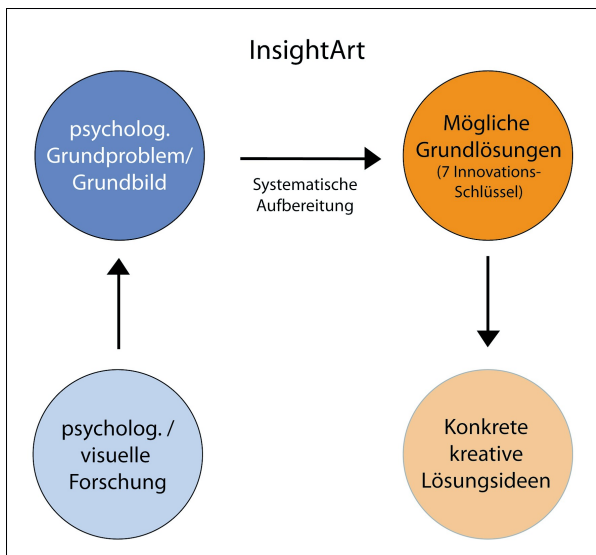 InsightArt
psycholog.
Grundproblem/
Grundbild
Systematische
Aufbereitung
Mögliche
Grundlösungen
(7 Innovations-
Schlüssel)
psycholog. /
visuelle
Forschung
Konkrete
kreative
Lösungsideen